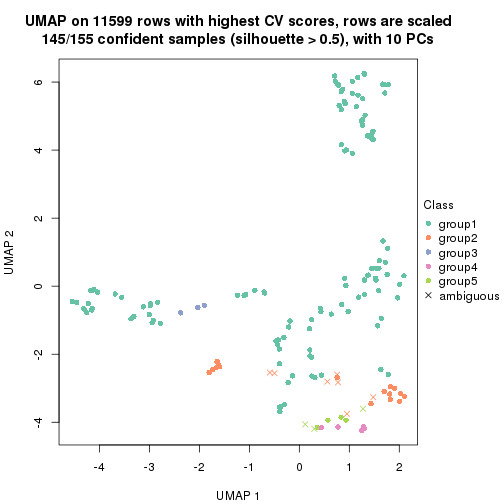 UMAP on 11599 rows with highest CV scores, rows are scaled
145/155 confident samples (silhouette > 0.5), with 10 PCs
6
4
2
0
-2
-4
UMAP 2
-4
-3
-2
-1
0
1
2
UMAP 1
Class
group1
group2
group3
group4
group5
ambiguous